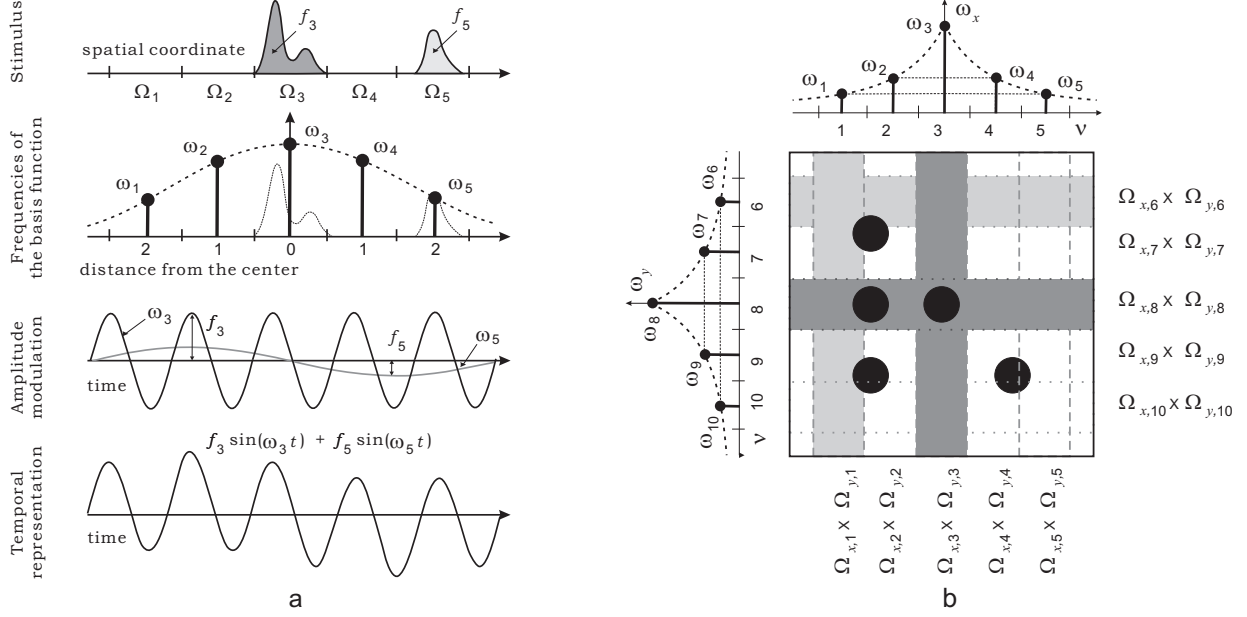 Stimulus
f3
f5
spatial coordinate
Ω1 Ω2 Ω3 Ω4 Ω5
Frequencies of
the basis function
ω1 ω2 ω3 ω4 ω5
2 1 0 1 2
distance from the center
Amplitude
modulation
ω3 f3 f5 ω5
time
Temporal
representation
f3 sin(ω3t) + f5 sin(ω5t)
time
a
ωx
ω1 ω2 ω3 ω4 ω5
1 2 3 4 5 ν
ωy
ω6 ω7 ω8 ω9 ω10
6 7 8 9 10 ν
Ωx,6 x Ωy,6
Ωx,7 x Ωy,7
Ωx,8 x Ωy,8
Ωx,9 x Ωy,9
Ωx,10 x Ωy,10
Ωx,1 x Ωy,1
Ωx,2 x Ωy,2
Ωx,3 x Ωy,3
Ωx,4 x Ωy,4
Ωx,5 x Ωy,5
b